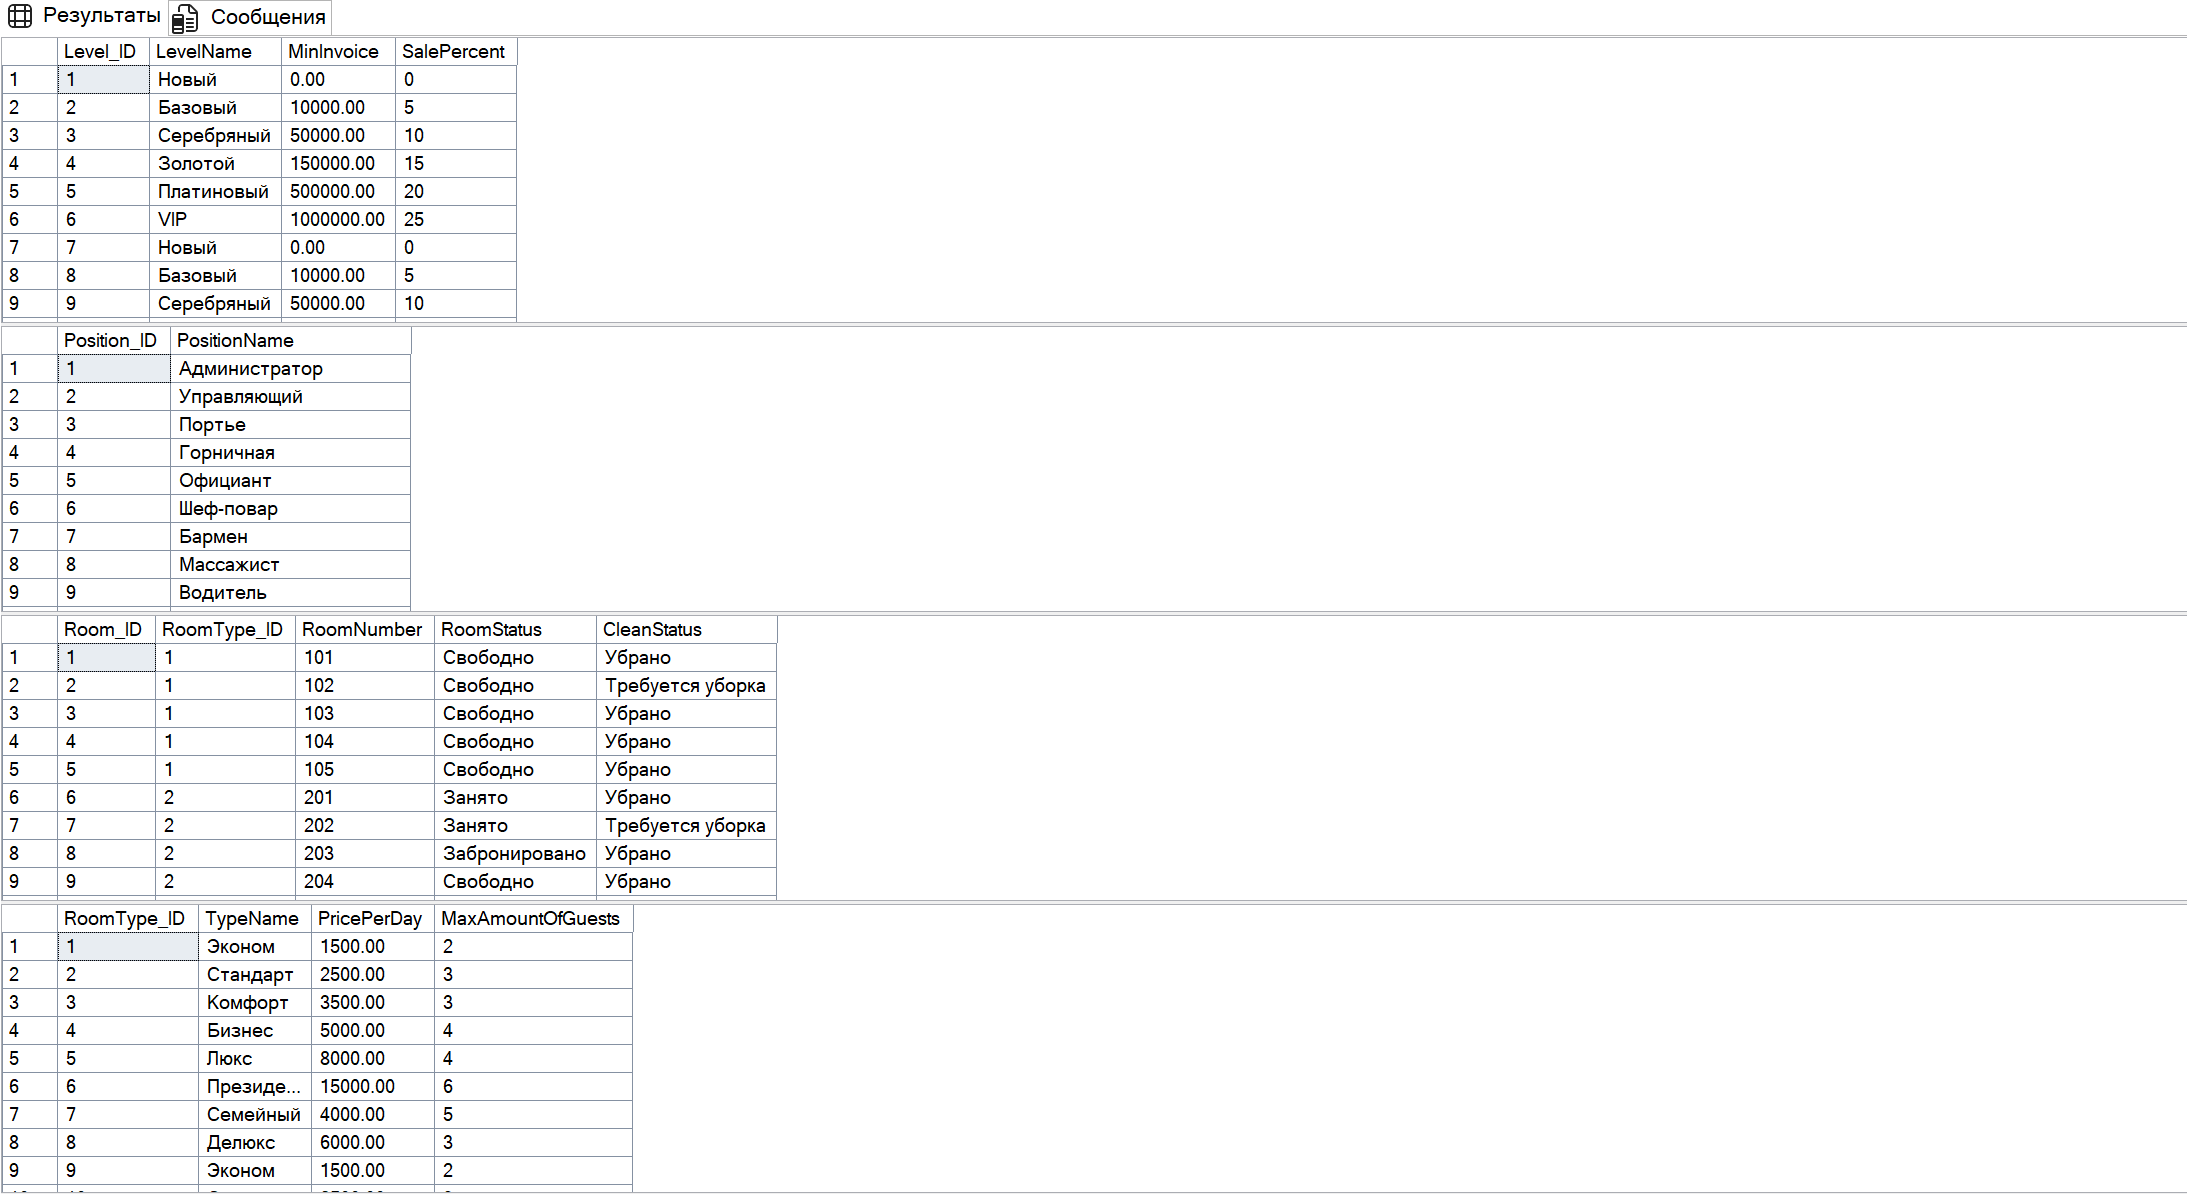 Результаты Сообщения
Level_ID LevelName MinInvoice SalePercent
1 1 Новый 0.00 0
2 2 Базовый 10000.00 5
3 3 Серебряный 50000.00 10
4 4 Золотой 150000.00 15
5 5 Платиновый 500000.00 20
6 6 VIP 1000000.00 25
7 7 Новый 0.00 0
8 8 Базовый 10000.00 5
9 9 Серебряный 50000.00 10
Position_ID PositionName
1 1 Администратор
2 2 Управляющий
3 3 Портье
4 4 Горничная
5 5 Официант
6 6 Шеф-повар
7 7 Бармен
8 8 Массажист
9 9 Водитель
Room_ID RoomType_ID RoomNumber RoomStatus CleanStatus
1 1 1 101 Свободно Убрано
2 2 1 102 Свободно Требуется уборка
3 3 1 103 Свободно Убрано
4 4 1 104 Свободно Убрано
5 5 1 105 Свободно Убрано
6 6 2 201 Занято Убрано
7 7 2 202 Занято Требуется уборка
8 8 2 203 Забронировано Убрано
9 9 2 204 Свободно Убрано
RoomType_ID TypeName PricePerDay MaxAmountOfGuests
1 1 Эконом 1500.00 2
2 2 Стандарт 2500.00 3
3 3 Комфорт 3500.00 3
4 4 Бизнес 5000.00 4
5 5 Люкс 8000.00 4
6 6 Президе... 15000.00 6
7 7 Семейный 4000.00 5
8 8 Делюкс 6000.00 3
9 9 Эконом 1500.00 2